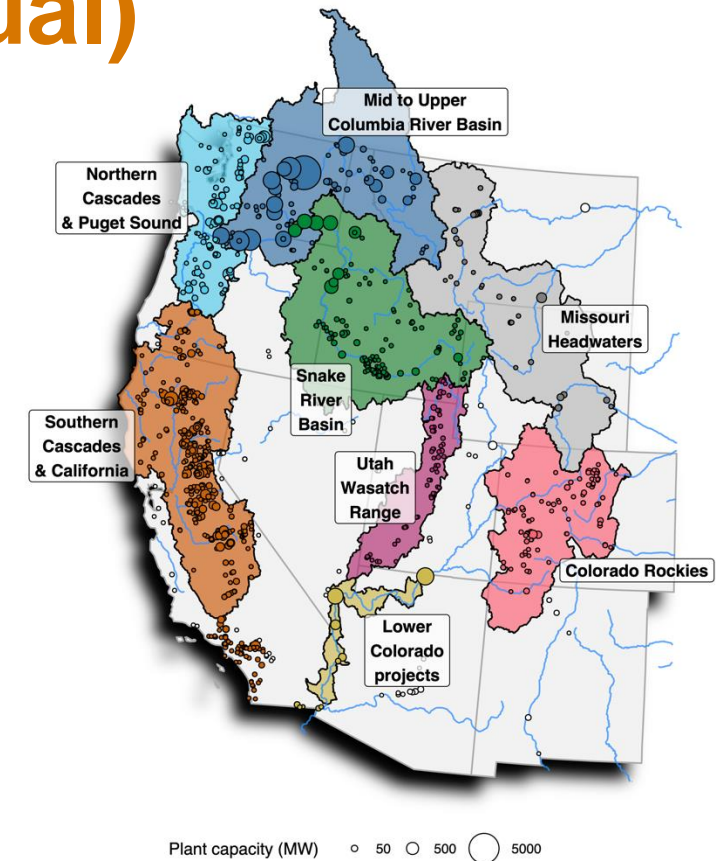 ual)
Mid to Upper
Columbia River Basin
Northern
Cascades
& Puget Sound
Missouri
Headwaters
Snake
River
Basin
Southern
Cascades
& California
Utah
Wasatch
Range
Colorado Rockies
Lower
Colorado
projects
Plant capacity (MW) 50 500 5000